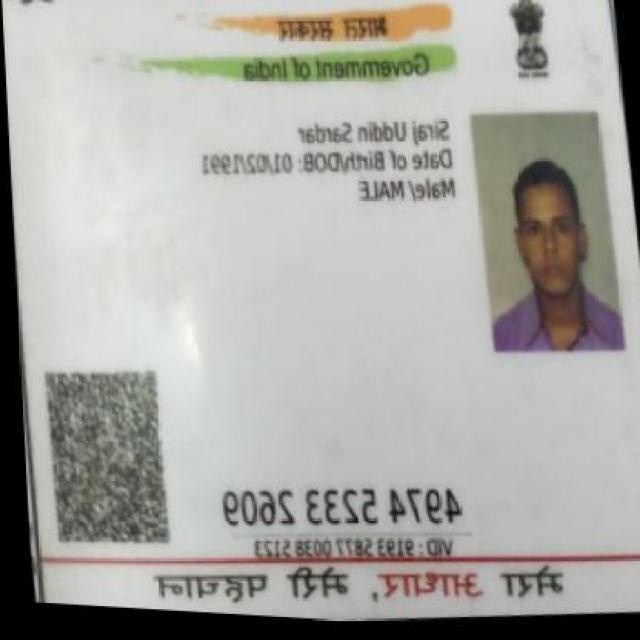 भारत सरकार
Government of India
Siraj Uddin Sardar
Date of Birth/DOB: 01/02/1991
Male/ MALE
4974 5233 2609
VID : 9193 5877 0038 5123
मेरा आधार, मेरी पहचान